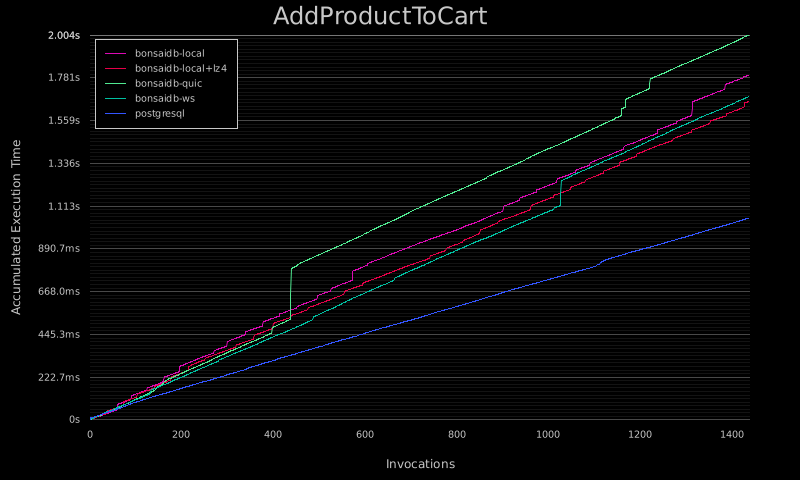 AddProductToCart
2.004s
1.781s
1.559s
1.336s
1.113s
890.7ms
668.0ms
445.3ms
222.7ms
0s
Accumulated Execution Time
bonsaidb-local
bonsaidb-local+lz4
bonsaidb-quic
bonsaidb-ws
postgresql
0 200 400 600 800 1000 1200 1400
Invocations